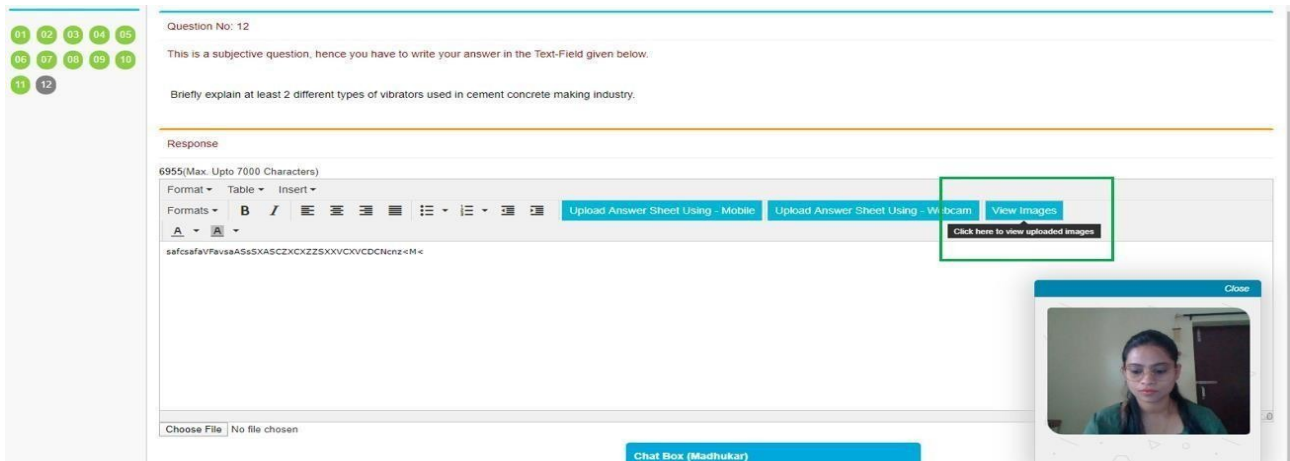 Question No: 12
01 02 03 04 05
This is a subjective question, hence you have to write your answer in the Text-Field given below.
06 07 08 09 10
11 12
Briefly explain at least 2 different types of vibrators used in cement concrete making industry.
Response
6955(Max. Upto 7000 Characters)
Format Table Insert
Formats B I Upload Answer Sheet Using - Mobile Upload Answer Sheet Using - Webcam View Images
A A Click here to view uploaded images
safcsafaVFavsaASsSXASCZXCXZZSXXVCXVCDCNcnz<M<
Close
Choose File No file chosen
Chat Box (Madhukar)